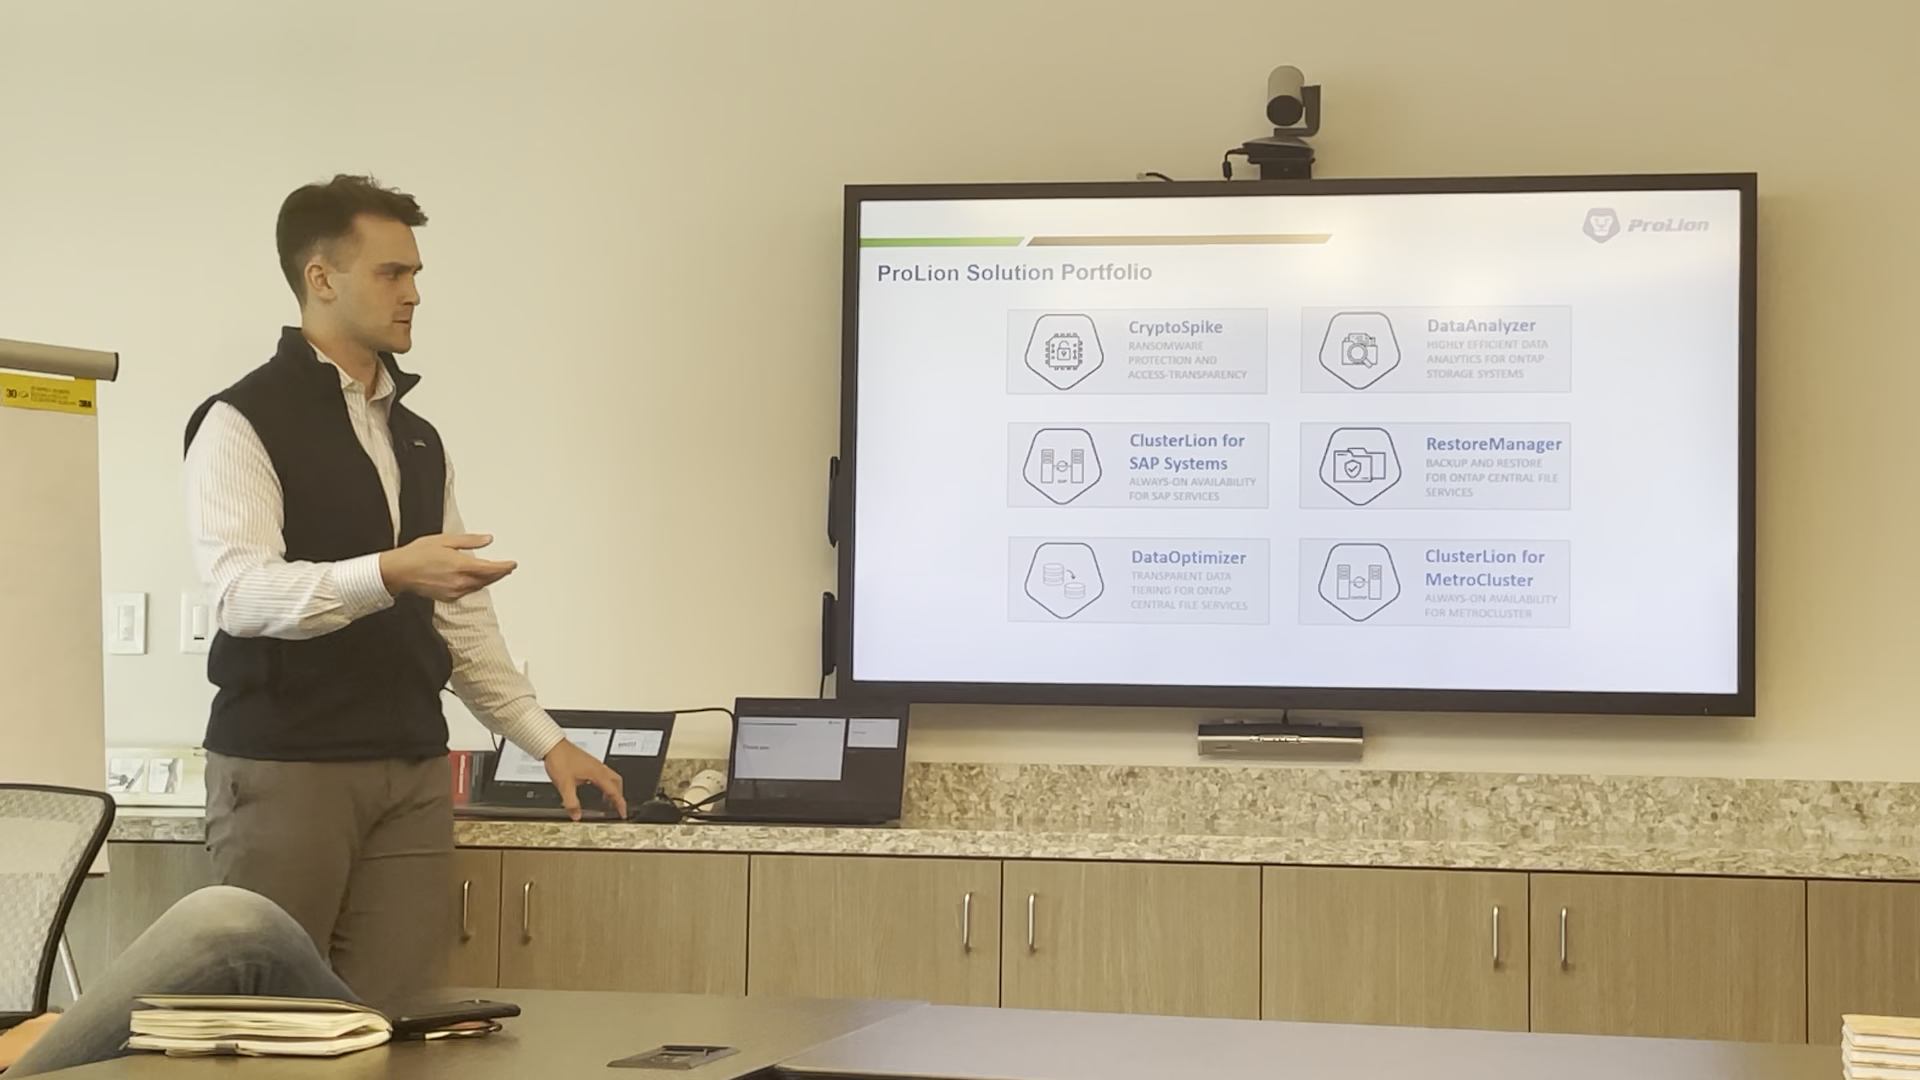 ProLion
ProLion Solution Portfolio
CryptoSpike
RANSOMWARE
PROTECTION AND
ACCESS-TRANSPARENCY
DataAnalyzer
HIGHLY EFFICIENT DATA
ANALYTICS FOR ONTAP
STORAGE SYSTEMS
ClusterLion for
SAP Systems
ALWAYS-ON AVAILABILITY
FOR SAP SERVICES
RestoreManager
BACKUP AND RESTORE
FOR ONTAP CENTRAL FILE
SERVICES
DataOptimizer
TRANSPARENT DATA
TIERING FOR ONTAP
CENTRAL FILE SERVICES
ClusterLion for
MetroCluster
ALWAYS-ON AVAILABILITY
FOR METROCLUSTER
30